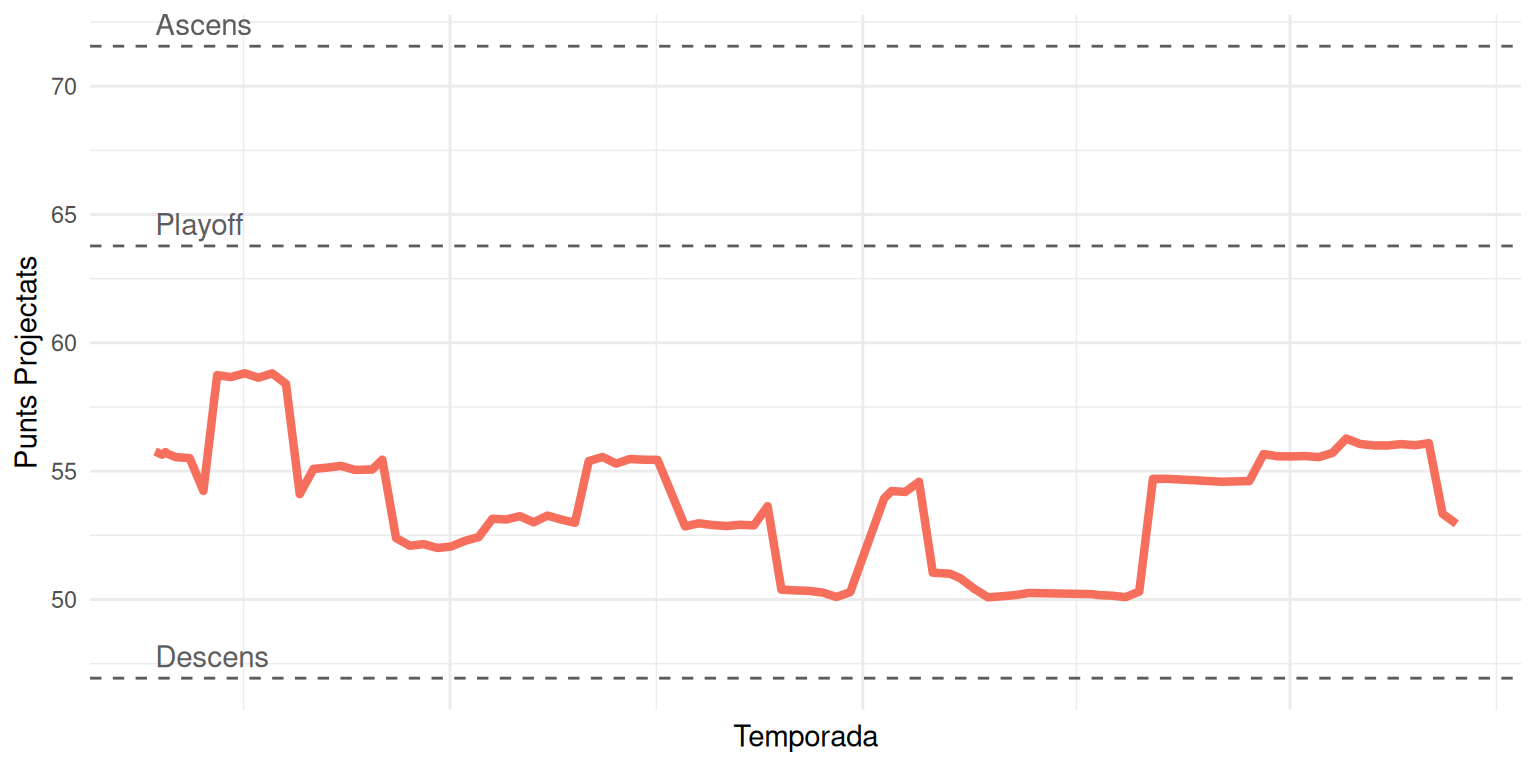 Ascens
70
65
Playoff
Punts Projectats
60
55
50
Descens
Temporada